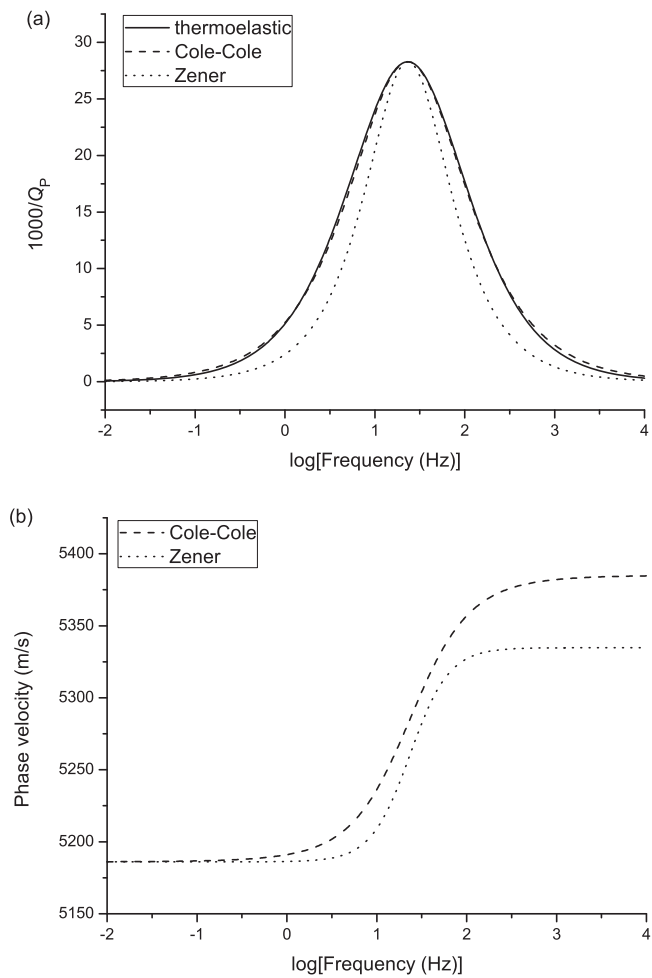 (a)
thermoelastic
Cole-Cole
Zener
1000/Q_P
30
25
20
15
10
5
0
-2 -1 0 1 2 3 4
log[Frequency (Hz)]
(b)
Cole-Cole
Zener
Phase velocity (m/s)
5400
5350
5300
5250
5200
5150
-2 -1 0 1 2 3 4
log[Frequency (Hz)]